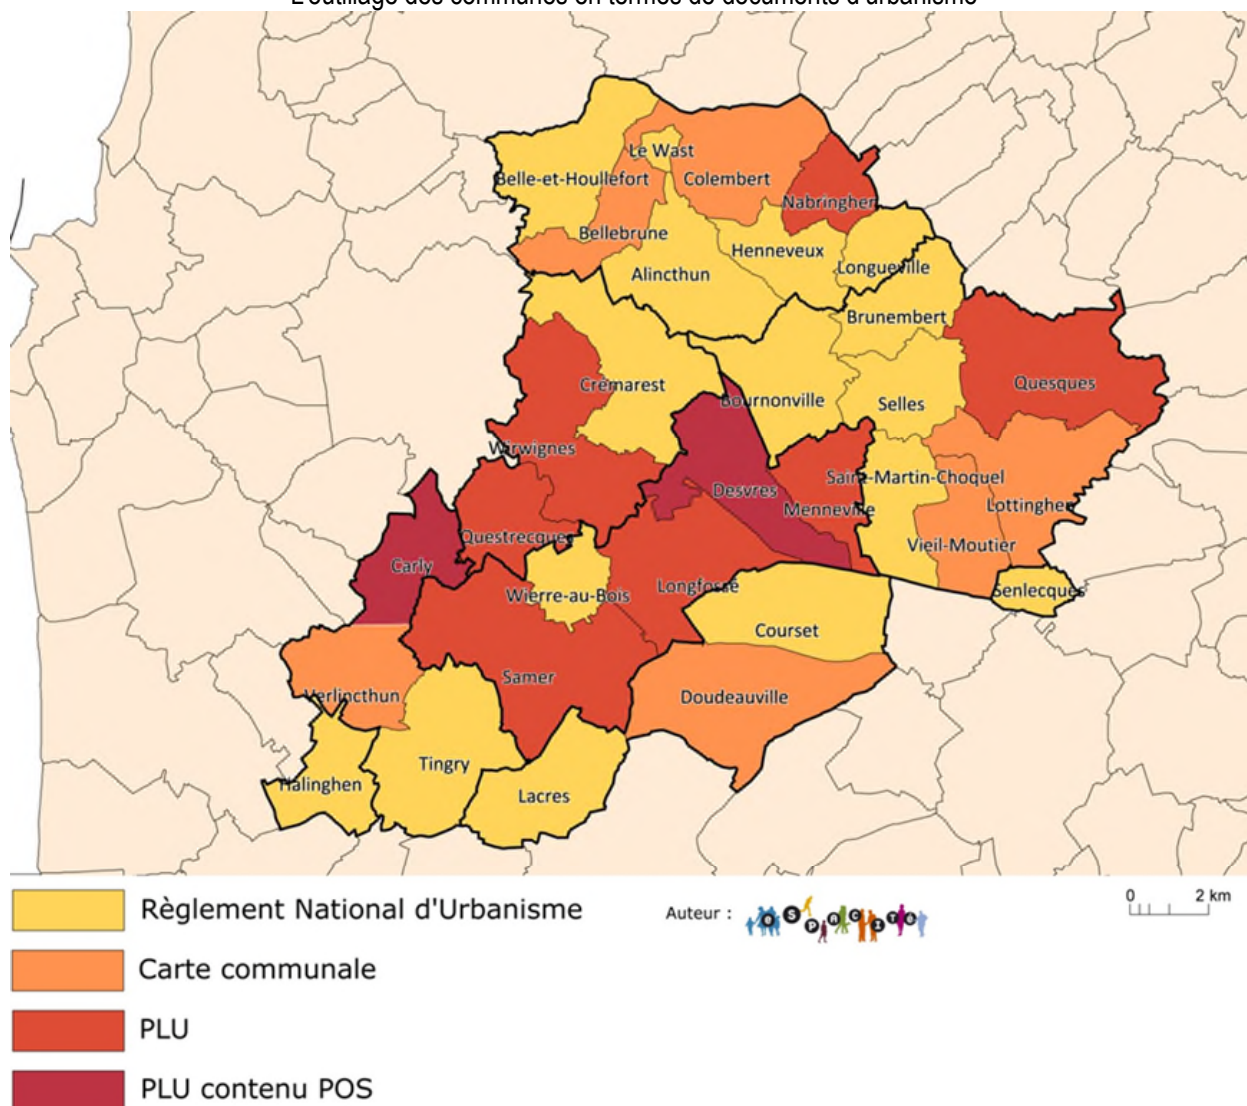 L'outillage des communes en termes de documents d'urbanisme
Le Wast
Belle-et-Houllefort
Colembert
Nabringhen
Bellebrune
Henneveux
Alincthun
Longueville
Brunembert
Crémarest
Quesques
Bournonville
Selles
Wirwignes
Saint-Martin-Choquel
Desvres
Lottinghen
Menneville
Questrecques
Vieil-Moutier
Carly
Longfossé
Senlecques
Wierre-au-Bois
Courset
Samer
Verlincthun
Doudeauville
Tingry
Halinghen
Lacres
Règlement National d'Urbanisme
Auteur : eSPACITé
0 2 km
Carte communale
PLU
PLU contenu POS